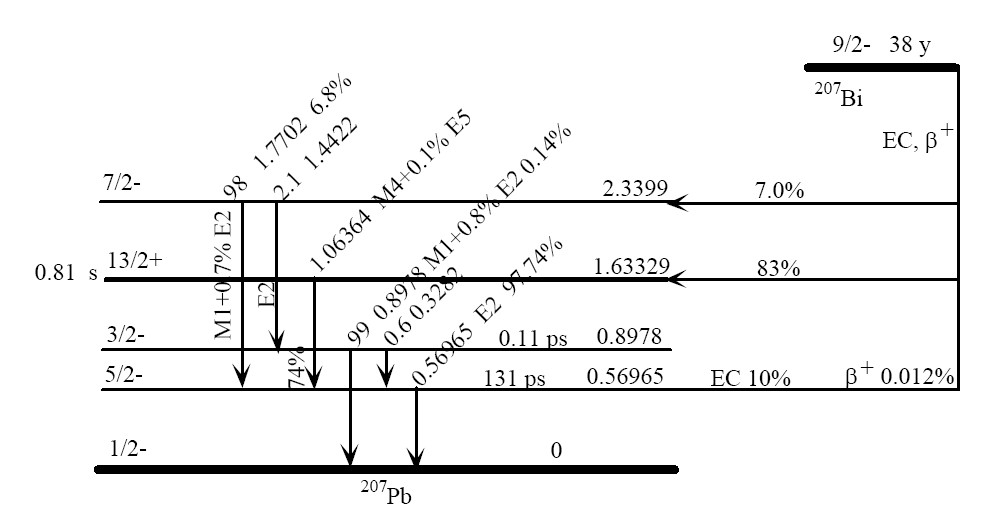 9/2- 38 y
²⁰⁷Bi
EC, β⁺
98 1.7702 6.8%
2.1 1.4422
1.06364 M4+0.1% E5
99 0.8978 M1+0.8% E2 0.14%
0.6 0.3282
0.56965 E2 97.74%
7/2- 2.3399 7.0%
M1+0.7% E2
E2
74%
0.81 s 13/2+ 1.63329 83%
3/2- 0.11 ps 0.8978
5/2- 131 ps 0.56965 EC 10% β⁺ 0.012%
1/2- 0
²⁰⁷Pb